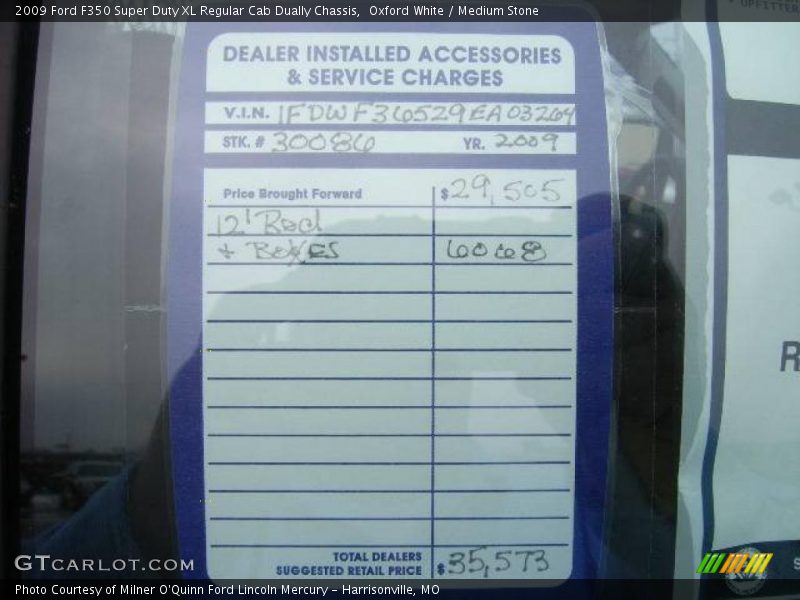 2009 Ford F350 Super Duty XL Regular Cab Dually Chassis, Oxford White / Medium Stone
UPFITTER
DEALER INSTALLED ACCESSORIES
& SERVICE CHARGES
V.I.N. 1FDWF36529EA03264
STK. # 30086 YR. 2009
Price Brought Forward $29,505
12' Bed
+ Boxes 6068
R
TOTAL DEALERS
SUGGESTED RETAIL PRICE $35,573
S
GTcarlot.com
Photo Courtesy of Milner O'Quinn Ford Lincoln Mercury – Harrisonville, MO